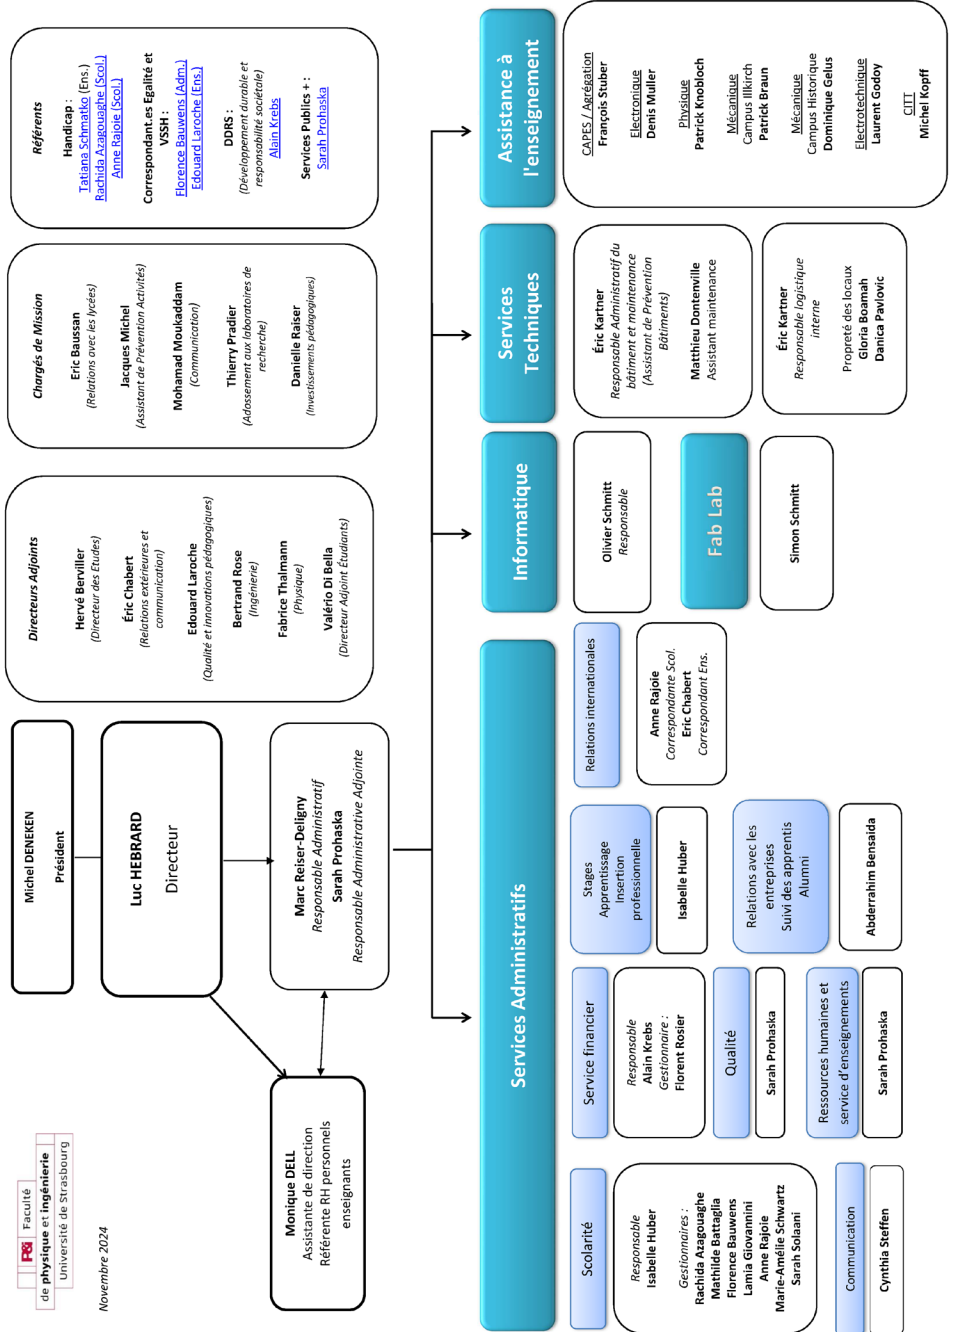 P&i Faculté
de physique et ingénierie
Université de Strasbourg
Novembre 2024
Michel DENEKEN
Président
Luc HEBRARD
Directeur
Monique DELL
Assistante de direction
Référente RH personnels
enseignants
Marc Reiser-Deligny
Responsable Administratif
Sarah Prohaska
Responsable Administrative Adjointe
Directeurs Adjoints
Hervé Berviller
(Directeur des Etudes)
Éric Chabert
(Relations extérieures et
communication)
Edouard Laroche
(Qualité et innovations pédagogiques)
Bertrand Rose
(Ingénierie)
Fabrice Thalmann
(Physique)
Valério Di Bella
(Directeur Adjoint Étudiants)
Chargés de Mission
Eric Baussan
(Relations avec les lycées)
Jacques Michel
(Assistant de Prévention Activités)
Mohamad Moukaddam
(Communication)
Thierry Pradier
(Adossement aux laboratoires de
recherche)
Danielle Raiser
(Investissements pédagogiques)
Référents
Handicap :
Tatiana Schmatko (Ens.)
Rachida Azagouaghe (Scol.)
Anne Rajoie (Scol.)
Correspondant.es Egalité et
VSSH :
Florence Bauwens (Adm.)
Edouard Laroche (Ens.)
DDRS :
(Développement durable et
responsabilité sociétale)
Alain Krebs
Services Publics + :
Sarah Prohaska
Services Administratifs
Scolarité
Responsable
Isabelle Huber
Gestionnaires :
Rachida Azagouaghe
Mathilde Battaglia
Florence Bauwens
Lamia Giovannini
Anne Rajoie
Marie-Amélie Schwartz
Sarah Solaani
Communication
Cynthia Steffen
Service financier
Responsable
Alain Krebs
Gestionnaire :
Florent Rosier
Qualité
Sarah Prohaska
Ressources humaines et
service d'enseignements
Sarah Prohaska
Stages
Apprentissage
Insertion
professionnelle
Isabelle Huber
Relations avec les
entreprises
Suivi des apprentis
Alumni
Abderrahim Bensaida
Relations internationales
Anne Rajoie
Correspondante Scol.
Eric Chabert
Correspondant Ens.
Informatique
Olivier Schmitt
Responsable
Fab Lab
Simon Schmitt
Services
Techniques
Éric Kartner
Responsable Administratif du
bâtiment et maintenance
(Assistant de Prévention
Bâtiments)
Matthieu Dontenville
Assistant maintenance
Éric Kartner
Responsable logistique
interne
Propreté des locaux
Gloria Boamah
Danica Pavlovic
Assistance à
l'enseignement
CAPES / Agrégation
François Stuber
Electronique
Denis Muller
Physique
Patrick Knobloch
Mécanique
Campus Illkirch
Patrick Braun
Mécanique
Campus Historique
Dominique Gelus
Electrotechnique
Laurent Godoy
CITT
Michel Kopff